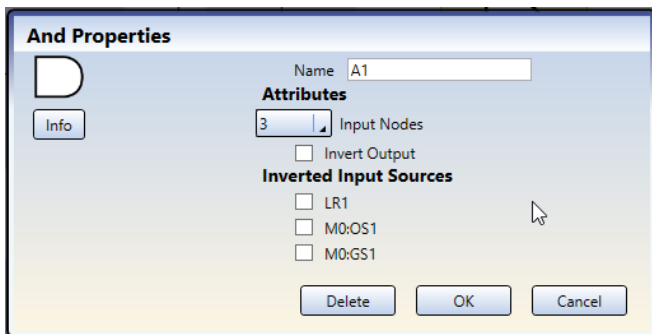 And Properties
Name A1
Attributes
Info
3 Input Nodes
Invert Output
Inverted Input Sources
LR1
M0:OS1
M0:GS1
Delete OK Cancel